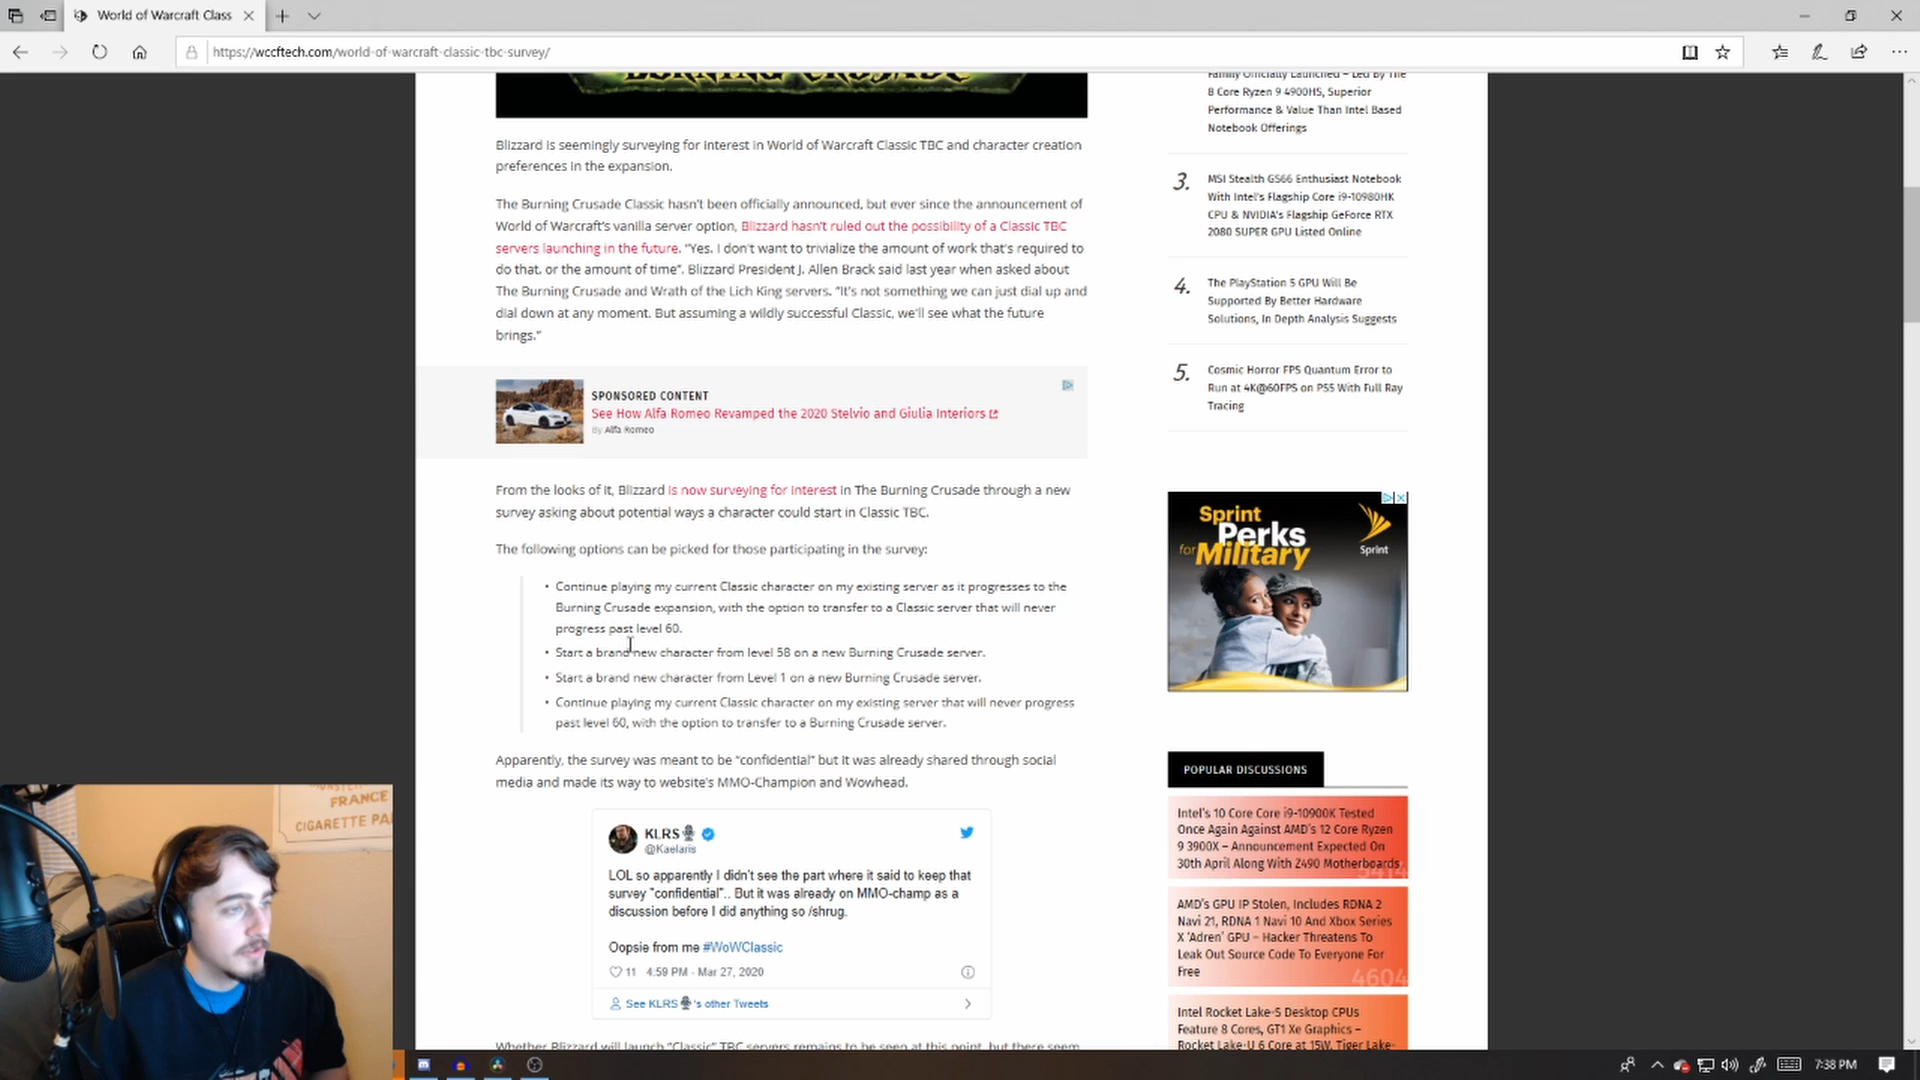 World of Warcraft Class
https://wccftech.com/world-of-warcraft-classic-tbc-survey/
BURNING CRUSADE
Blizzard is seemingly surveying for interest in World of Warcraft Classic TBC and character creation
preferences in the expansion.
The Burning Crusade Classic hasn't been officially announced, but ever since the announcement of
World of Warcraft's vanilla server option, Blizzard hasn't ruled out the possibility of a Classic TBC
servers launching in the future. "Yes. I don't want to trivialize the amount of work that's required to
do that, or the amount of time". Blizzard President J. Allen Brack said last year when asked about
The Burning Crusade and Wrath of the Lich King servers. "It's not something we can just dial up and
dial down at any moment. But assuming a wildly successful Classic, we'll see what the future
brings."
SPONSORED CONTENT
See How Alfa Romeo Revamped the 2020 Stelvio and Giulia Interiors
By Alfa Romeo
From the looks of it, Blizzard is now surveying for interest in The Burning Crusade through a new
survey asking about potential ways a character could start in Classic TBC.
The following options can be picked for those participating in the survey:
• Continue playing my current Classic character on my existing server as it progresses to the
Burning Crusade expansion, with the option to transfer to a Classic server that will never
progress past level 60.
• Start a brand new character from level 58 on a new Burning Crusade server.
• Start a brand new character from Level 1 on a new Burning Crusade server.
• Continue playing my current Classic character on my existing server that will never progress
past level 60, with the option to transfer to a Burning Crusade server.
Apparently, the survey was meant to be "confidential" but it was already shared through social
media and made its way to website's MMO-Champion and Wowhead.
KLRS
@Kaelaris
LOL so apparently I didn't see the part where it said to keep that
survey "confidential".. But it was already on MMO-champ as a
discussion before I did anything so /shrug.
Oopsie from me #WoWClassic
11 4:59 PM - Mar 27, 2020
See KLRS 's other Tweets
Whether Blizzard will launch "Classic" TBC servers remains to be seen at this point, but there seem
Family Officially Launched – Led By The
8 Core Ryzen 9 4900HS, Superior
Performance & Value Than Intel Based
Notebook Offerings
3. MSI Stealth GS66 Enthusiast Notebook
With Intel's Flagship Core i9-10980HK
CPU & NVIDIA's Flagship GeForce RTX
2080 SUPER GPU Listed Online
4. The PlayStation 5 GPU Will Be
Supported By Better Hardware
Solutions, In Depth Analysis Suggests
5. Cosmic Horror FPS Quantum Error to
Run at 4K@60FPS on PS5 With Full Ray
Tracing
Sprint
Perks
for Military
Sprint
POPULAR DISCUSSIONS
Intel's 10 Core Core i9-10900K Tested
Once Again Against AMD's 12 Core Ryzen
9 3900X – Announcement Expected On
30th April Along With Z490 Motherboards
5414
AMD's GPU IP Stolen, Includes RDNA 2
Navi 21, RDNA 1 Navi 10 And Xbox Series
X 'Adren' GPU – Hacker Threatens To
Leak Out Source Code To Everyone For
Free
4604
Intel Rocket Lake-S Desktop CPUs
Feature 8 Cores, GT1 Xe Graphics –
Rocket Lake-U 6 Core at 15W, Tiger Lake-
FRANCE
CIGARETTE PA
7:38 PM